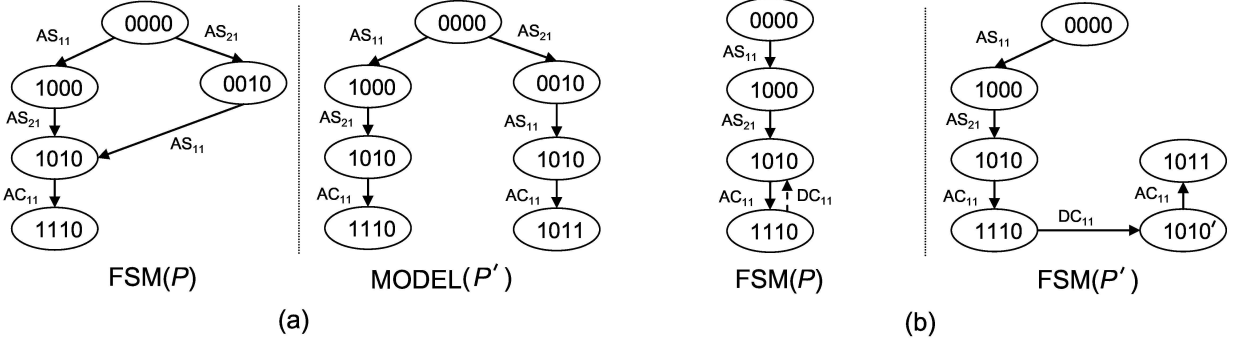 0000
AS11
AS21
1000
0010
AS21
AS11
1010
AC11
1110
FSM(P)
0000
AS11
AS21
1000
0010
AS21
AS11
1010
1010
AC11
AC11
1110
1011
MODEL(P′)
(a)
0000
AS11
1000
AS21
1010
AC11
DC11
1110
FSM(P)
0000
AS11
1000
AS21
1010
1011
AC11
AC11
1110
DC11
1010′
FSM(P′)
(b)